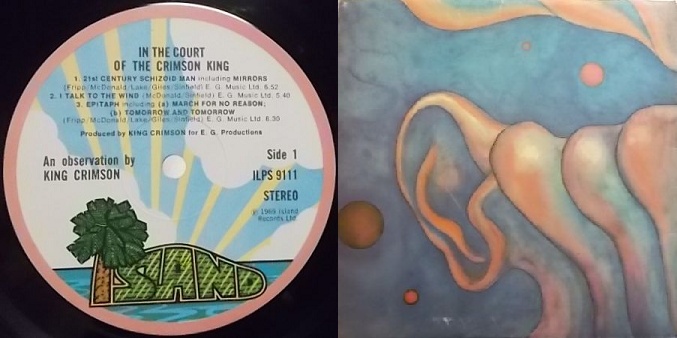 IN THE COURT
OF THE CRIMSON KING
1. 21st CENTURY SCHIZOID MAN including MIRRORS
(Fripp/McDonald/Lake/Giles/Sinfield) E. G. Music Ltd. 6.52
2. I TALK TO THE WIND (McDonald/Sinfield) E. G. Music Ltd. 5.40
3. EPITAPH including (a) MARCH FOR NO REASON;
(b) TOMORROW AND TOMORROW
(Fripp/McDonald/Lake/Giles/Sinfield) E. G. Music Ltd. 6.30
Produced by KING CRIMSON for E. G. Productions
An observation by
KING CRIMSON
Side 1
ILPS 9111
STEREO
℗ 1969 Island
Records Ltd.
ISLAND